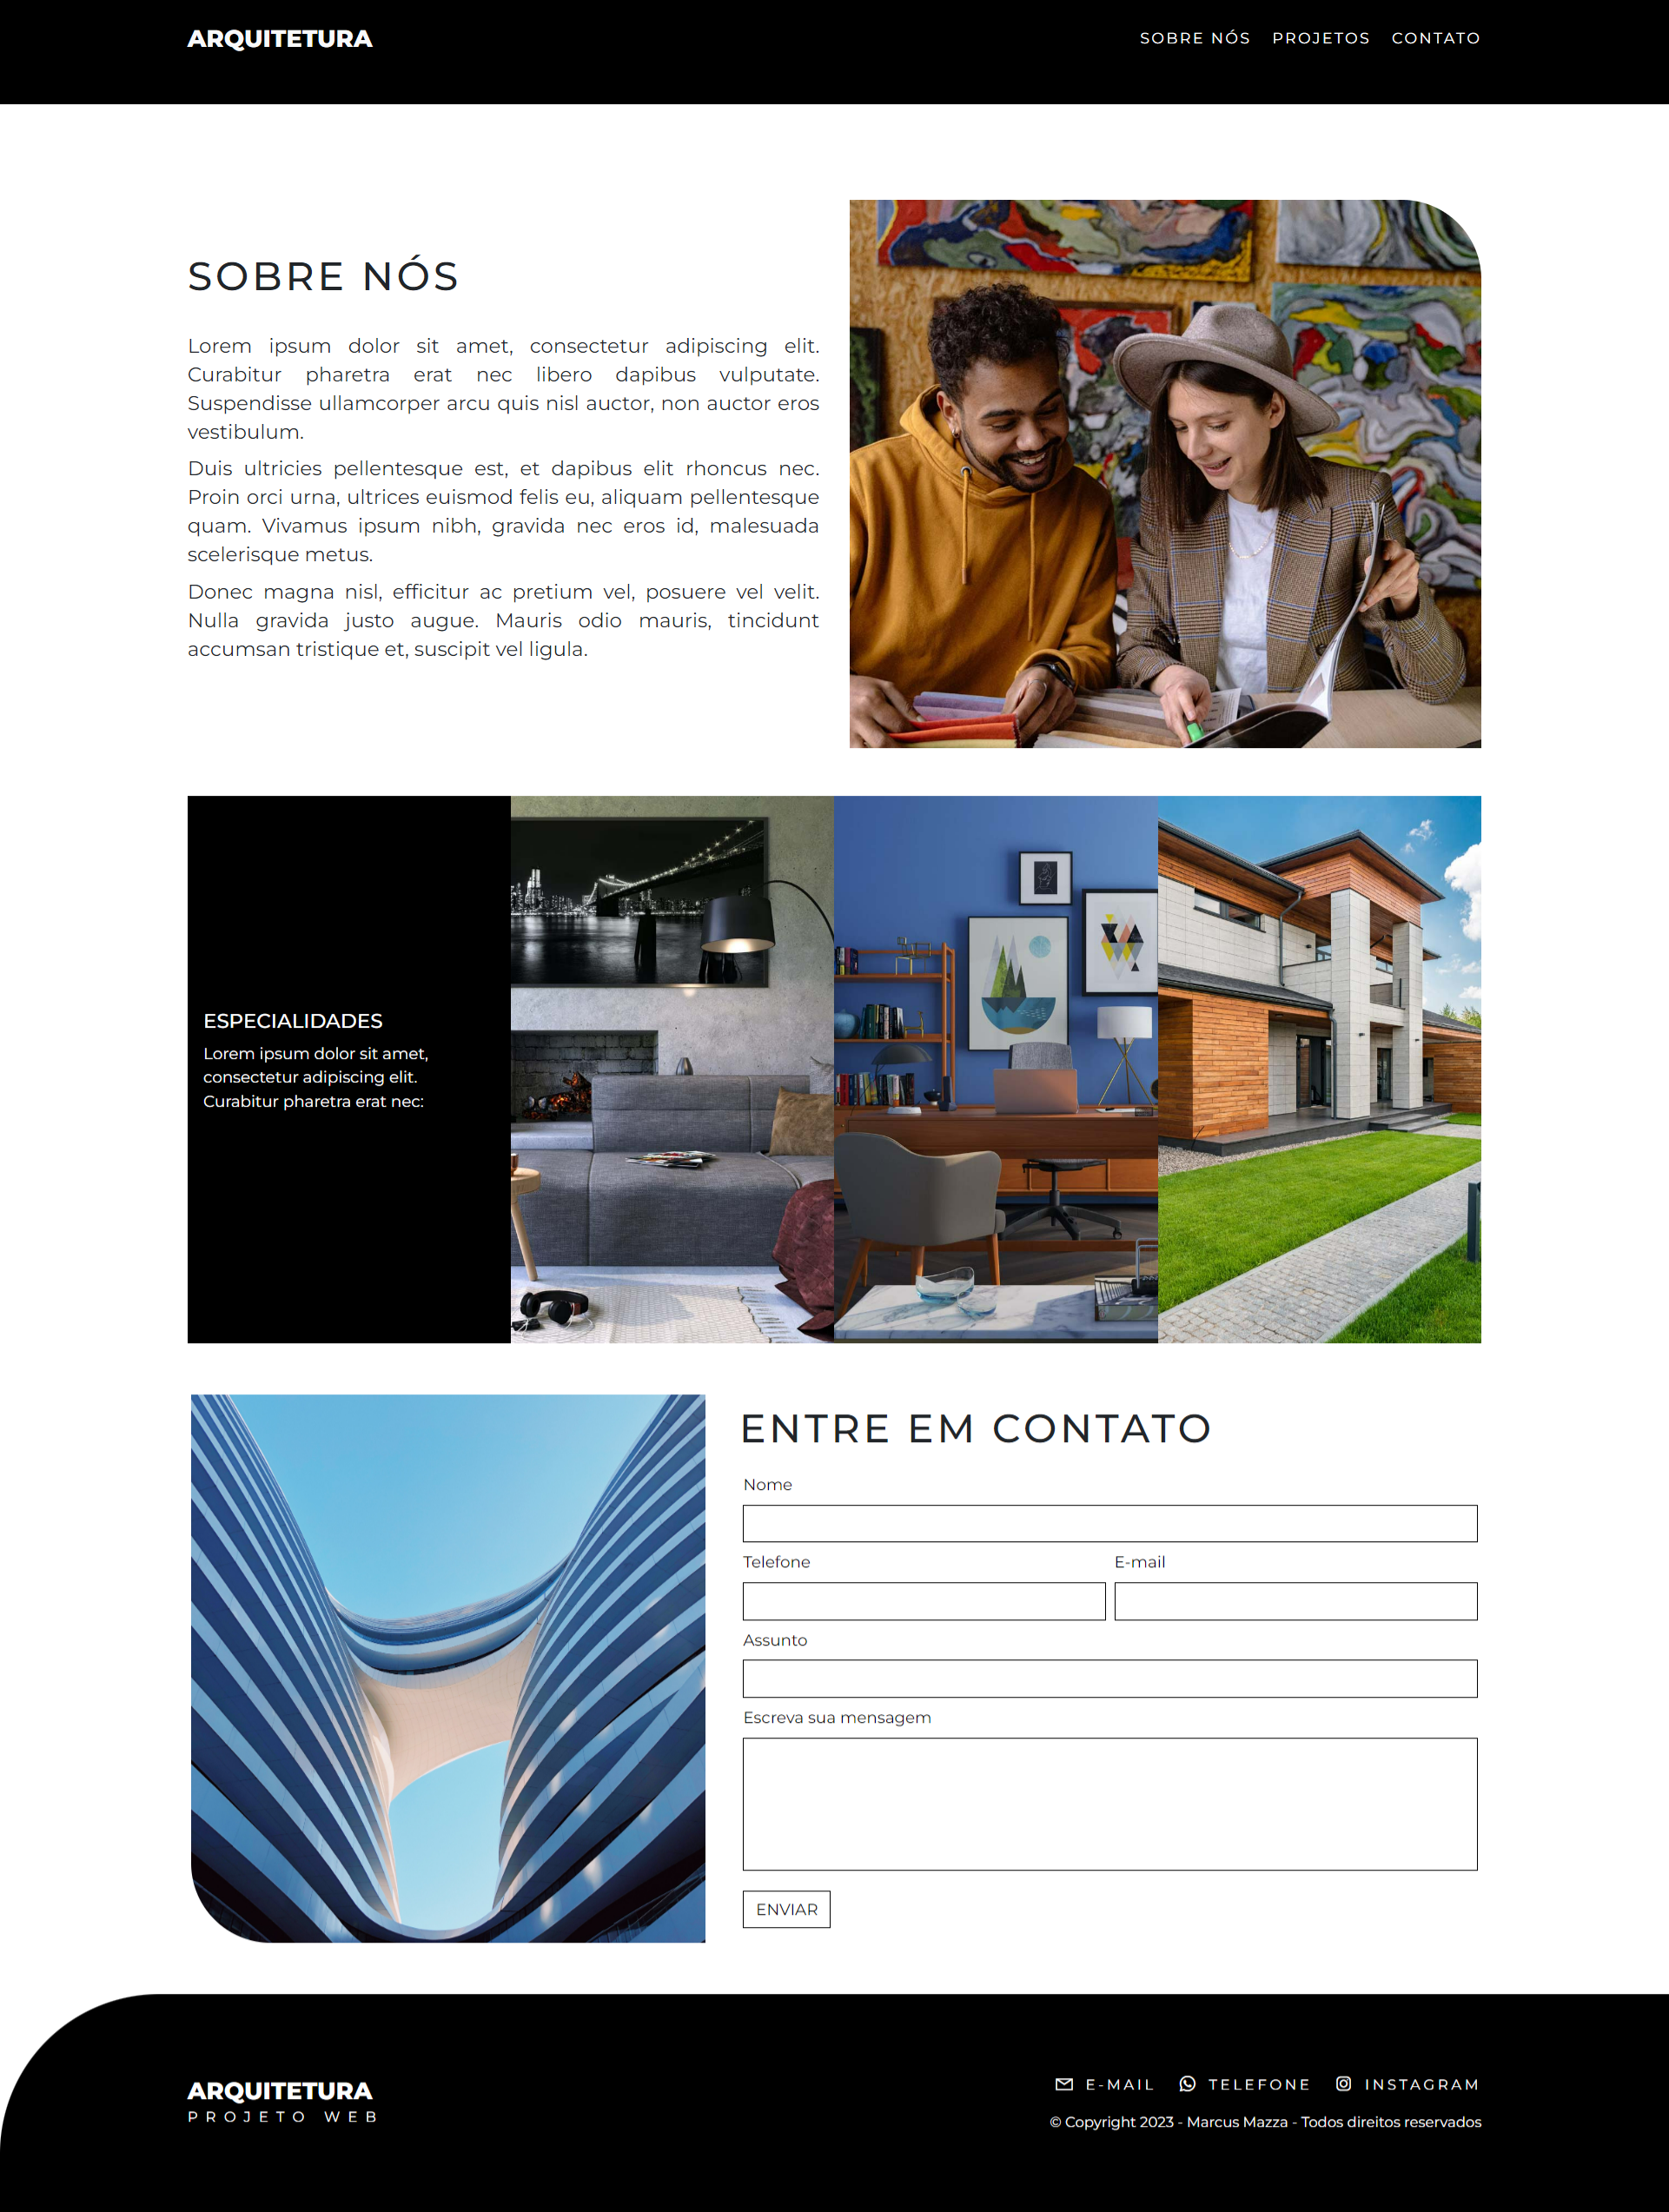 ARQUITETURA
SOBRE NÓS PROJETOS CONTATO
SOBRE NÓS
Lorem ipsum dolor sit amet, consectetur adipiscing elit.
Curabitur pharetra erat nec libero dapibus vulputate.
Suspendisse ullamcorper arcu quis nisl auctor, non auctor eros
vestibulum.
Duis ultricies pellentesque est, et dapibus elit rhoncus nec.
Proin orci urna, ultrices euismod felis eu, aliquam pellentesque
quam. Vivamus ipsum nibh, gravida nec eros id, malesuada
scelerisque metus.
Donec magna nisl, efficitur ac pretium vel, posuere vel velit.
Nulla gravida justo augue. Mauris odio mauris, tincidunt
accumsan tristique et, suscipit vel ligula.
ESPECIALIDADES
Lorem ipsum dolor sit amet,
consectetur adipiscing elit.
Curabitur pharetra erat nec:
ENTRE EM CONTATO
Nome
Telefone E-mail
Assunto
Escreva sua mensagem
ENVIAR
ARQUITETURA
PROJETO WEB
E-MAIL TELEFONE INSTAGRAM
© Copyright 2023 - Marcus Mazza - Todos direitos reservados